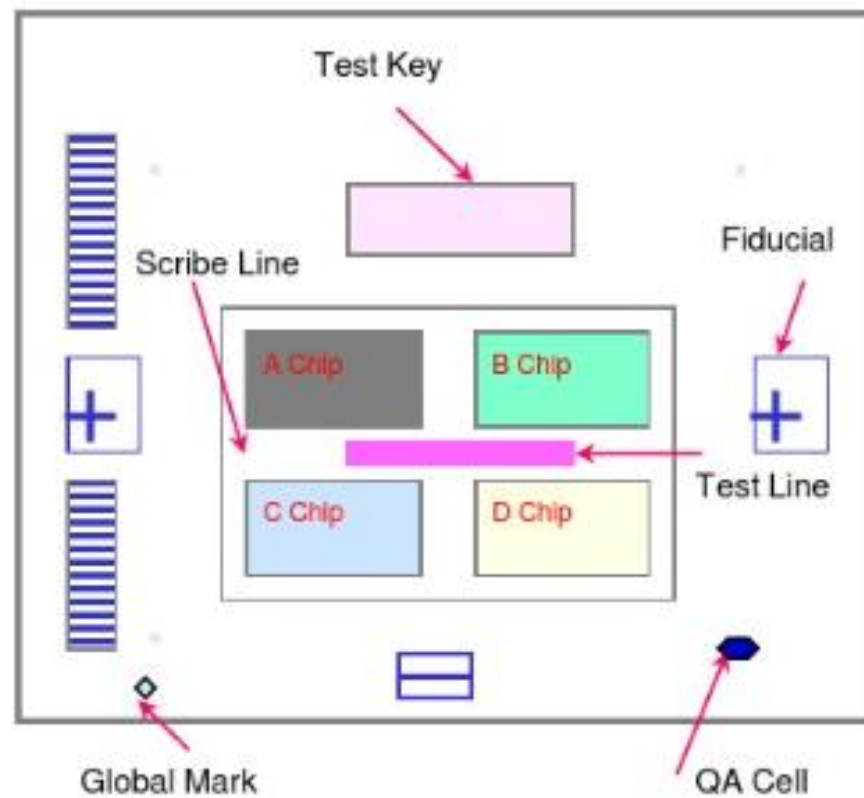 Test Key
Fiducial
Scribe Line
A Chip
B Chip
Test Line
C Chip
D Chip
Global Mark
QA Cell